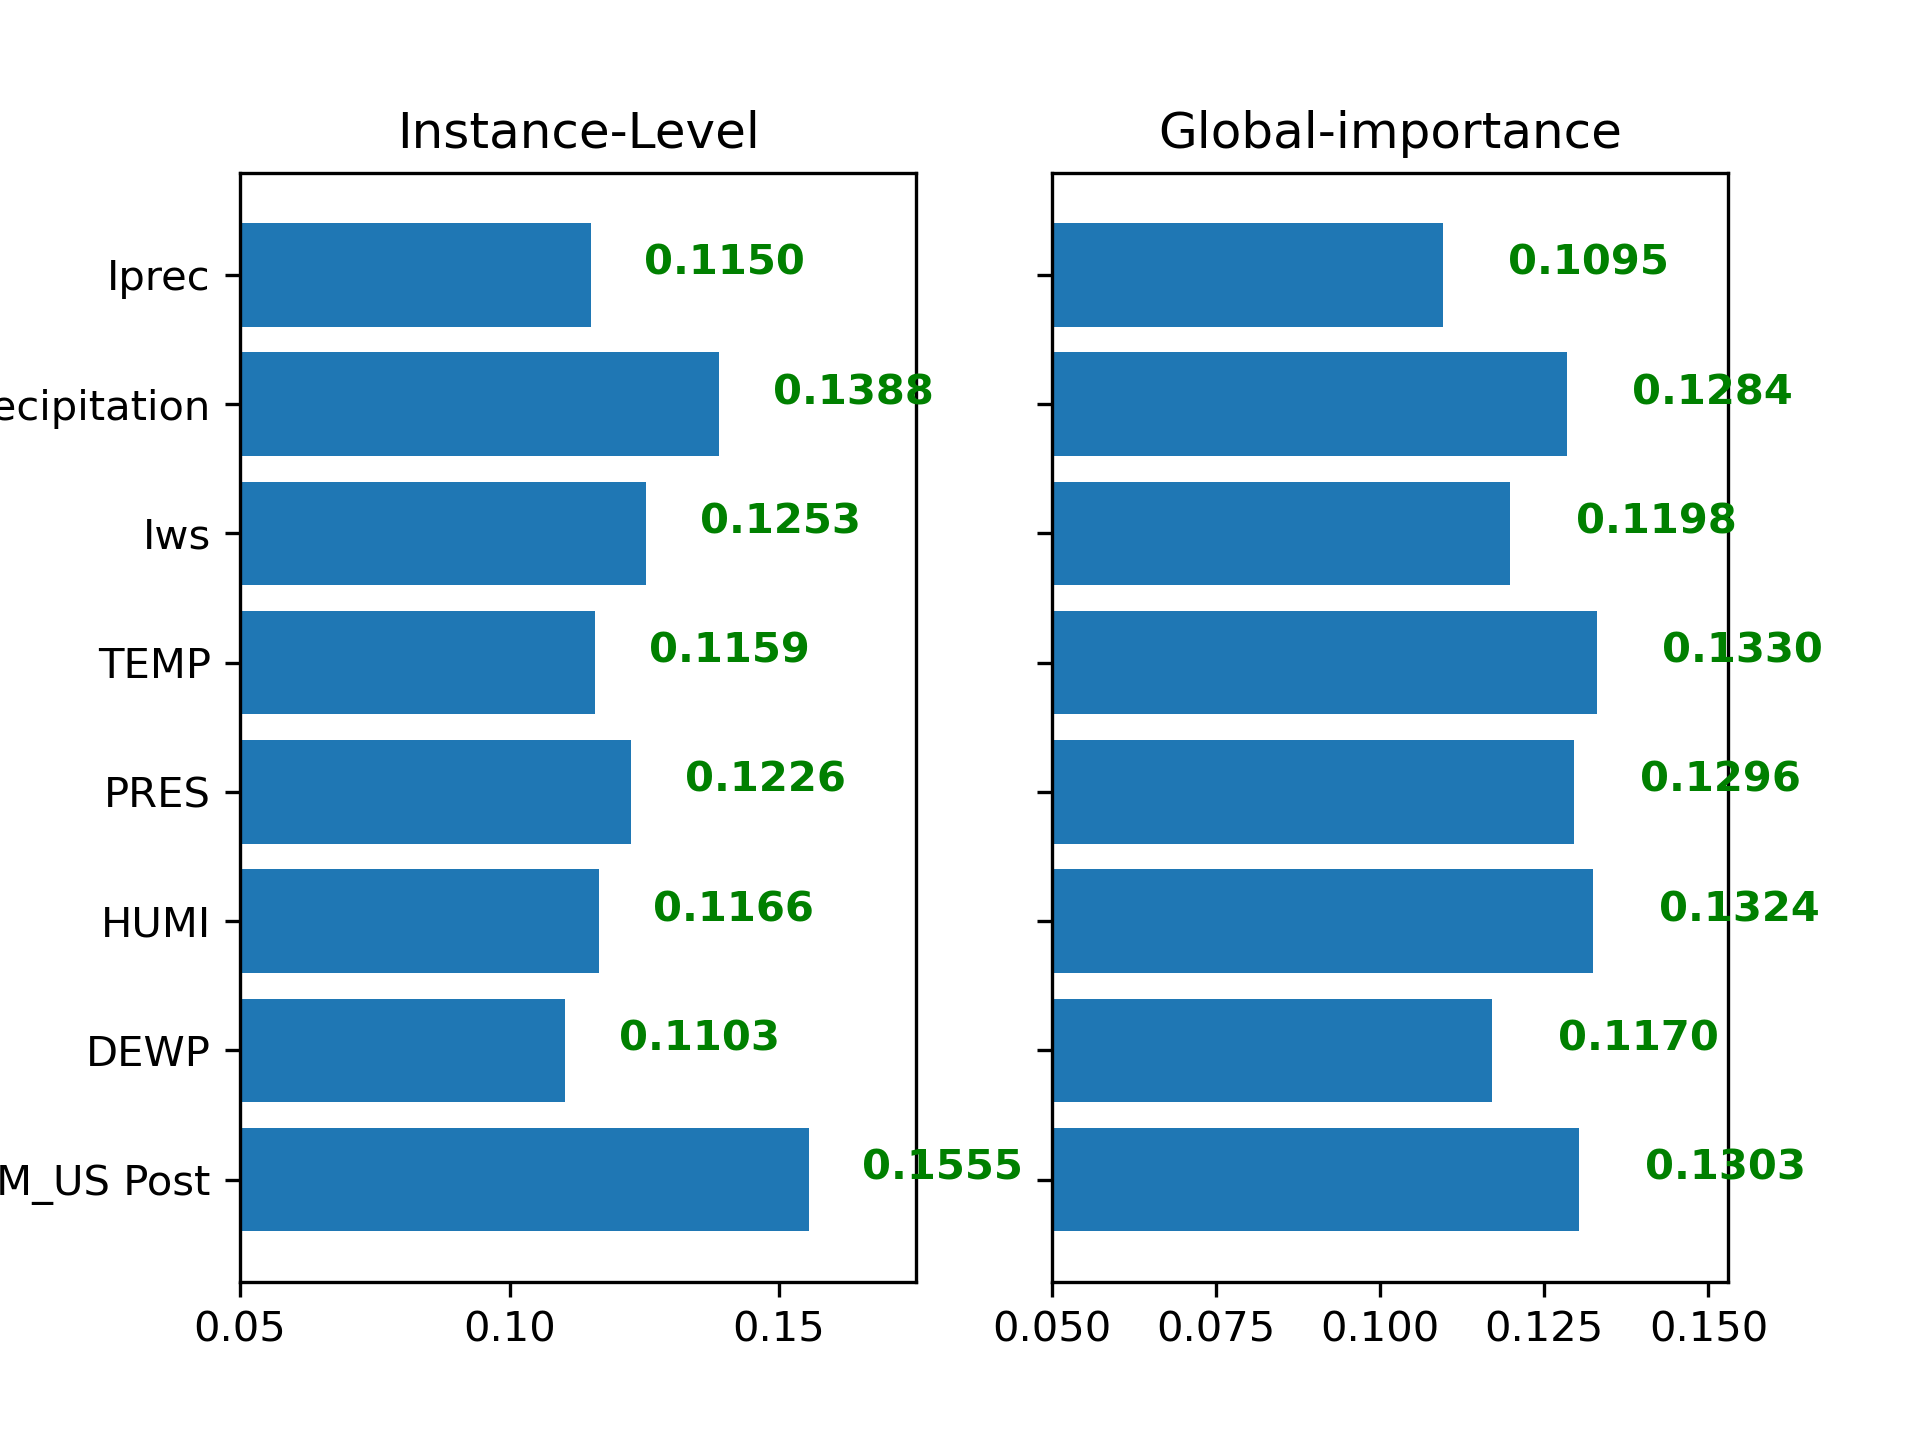 Instance-Level Global-importance
Iprec 0.1150 0.1095
ecipitation 0.1388 0.1284
Iws 0.1253 0.1198
TEMP 0.1159 0.1330
PRES 0.1226 0.1296
HUMI 0.1166 0.1324
DEWP 0.1103 0.1170
M_US Post 0.1555 0.1303
0.05 0.10 0.15 0.050 0.075 0.100 0.125 0.150